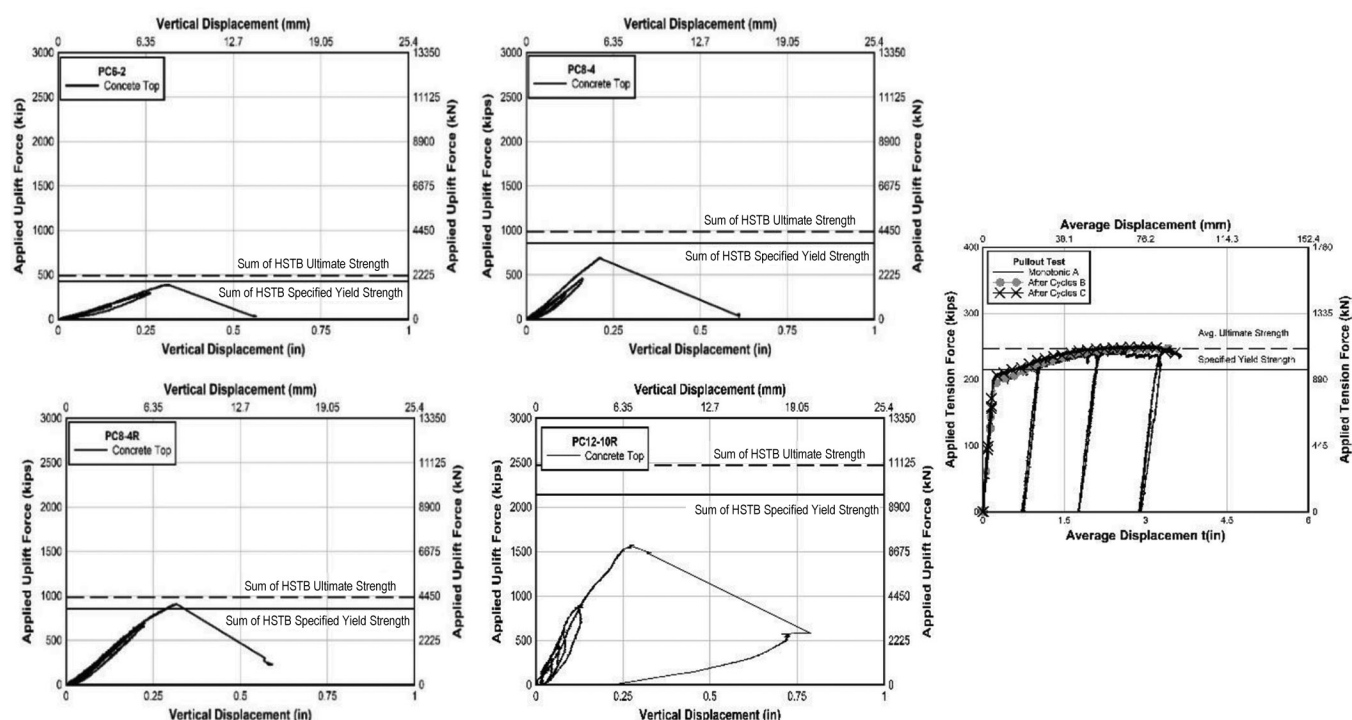 Vertical Displacement (mm)
0 6.35 12.7 19.05 25.4
3000 13350
2500 11125
2000 8900
1500 6675
1000 4450
500 2225
0 0
PC6-2
Concete Top
Sum of HSTB Ultimate Strength
Sum of HSTB Specified Yield Strength
Applied Uplift Force (kip)
Applied Uplift Force (kN)
0 0.25 0.5 0.75 1
Vertical Displacement (in)
Vertical Displacement (mm)
0 6.35 12.7 19.05 25.4
3000 13350
2500 11125
2000 8900
1500 6675
1000 4450
500 2225
0 0
PC8-4
Concrete Top
Sum of HSTB Ultimate Strength
Sum of HSTB Specified Yield Strength
Applied Uplift Force (kips)
Applied Uplift Force (kN)
0 0.25 0.5 0.75 1
Vertical Displacement (in)
Average Displacement (mm)
0 38.1 76.2 1*4.3 152.4
400 1780
300 1335
200 890
100 4*5
0 0
Pullout Test
Monotonic A
After Cycles B
After Cycles C
Avg. Ultimate Strength
Specified Yield Strength
Applied Tension Force (kips)
Applied Tension Force (kN)
0 1.5 3 4.5 6
Average Displacemen t(in)
Vertical Displacement (mm)
0 6.35 12.7 19.05 25.4
3000 13350
2500 11125
2000 8900
1500 6675
1000 4450
500 2225
0 0
PC8-4R
Concrete Top
Sum of HSTB Ultimate Strength
Sum of HSTB Specified Yield Strength
Applied Uplift Force (kips)
Applied Uplift Force (kN)
0 0.25 0.5 0.75 1
Vertical Displacement (in)
Vertical Displacement (mm)
0 6.35 12.7 19.05 25.4
3000 13350
2500 11125
2000 8900
1500 8675
1000 4450
500 2225
0 0
PC12-10R
Concrete Top
Sum of HSTB Ultimate Strength
Sum of HSTB Specified Yield Strength
Applied Uplift Force (kips)
Applied Uplift Force (kN)
0 0.25 0.5 0.75 1
Vertical Displacement (in)